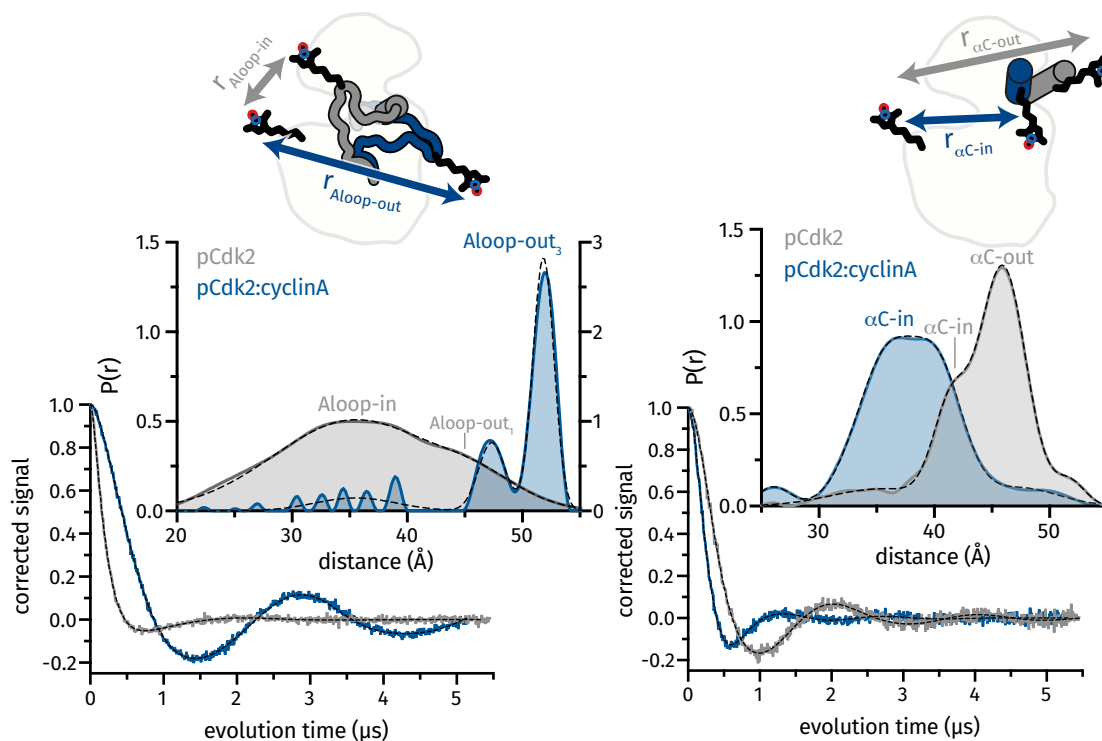 r Aloop-in
r Aloop-out
pCdk2
pCdk2:cyclinA
Aloop-out3
Aloop-in
Aloop-out1
P(r)
1.5
1.0
0.5
0.0
3
2
1
0
20 30 40 50
distance (Å)
corrected signal
1.0
0.8
0.6
0.4
0.2
0.0
-0.2
0 1 2 3 4 5
evolution time (µs)
r αC-out
r αC-in
pCdk2
pCdk2:cyclinA
αC-out
αC-in
αC-in
P(r)
1.5
1.0
0.5
0.0
30 40 50
distance (Å)
corrected signal
1.0
0.8
0.6
0.4
0.2
0.0
-0.2
0 1 2 3 4 5
evolution time (µs)